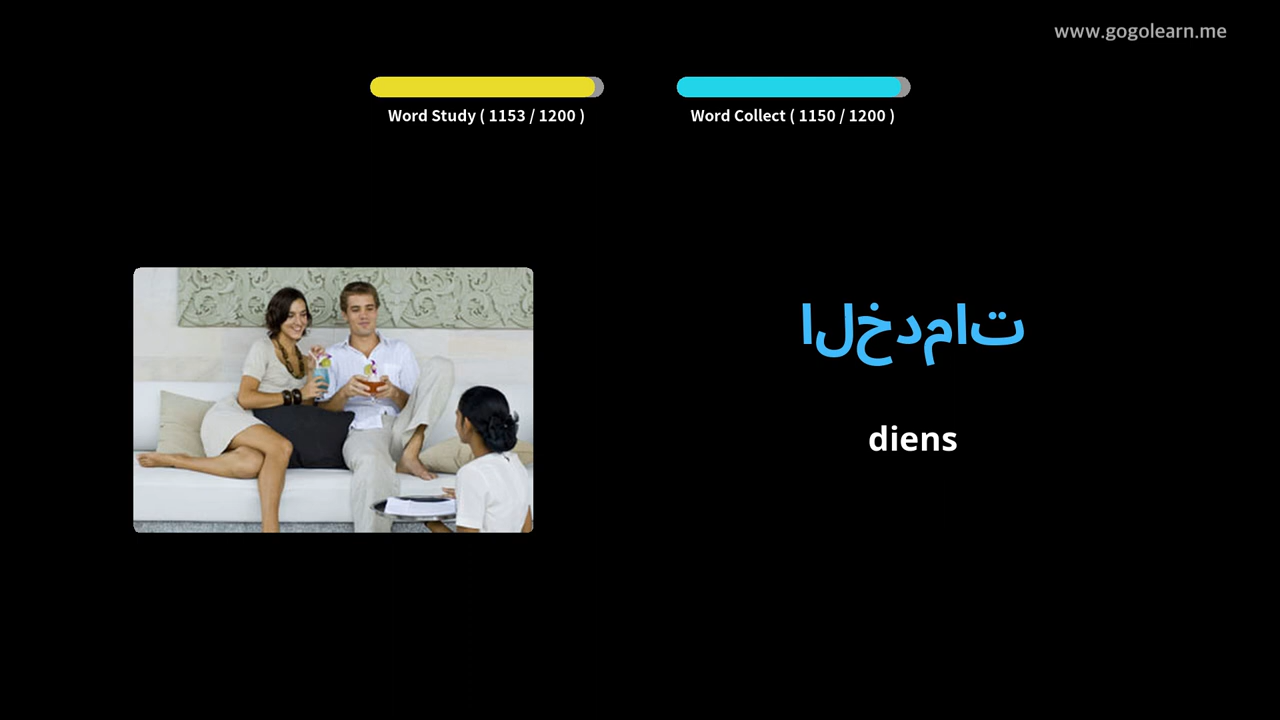 www.gogolearn.me
Word Study ( 1153 / 1200 )
Word Collect ( 1150 / 1200 )
الخدمات
diens